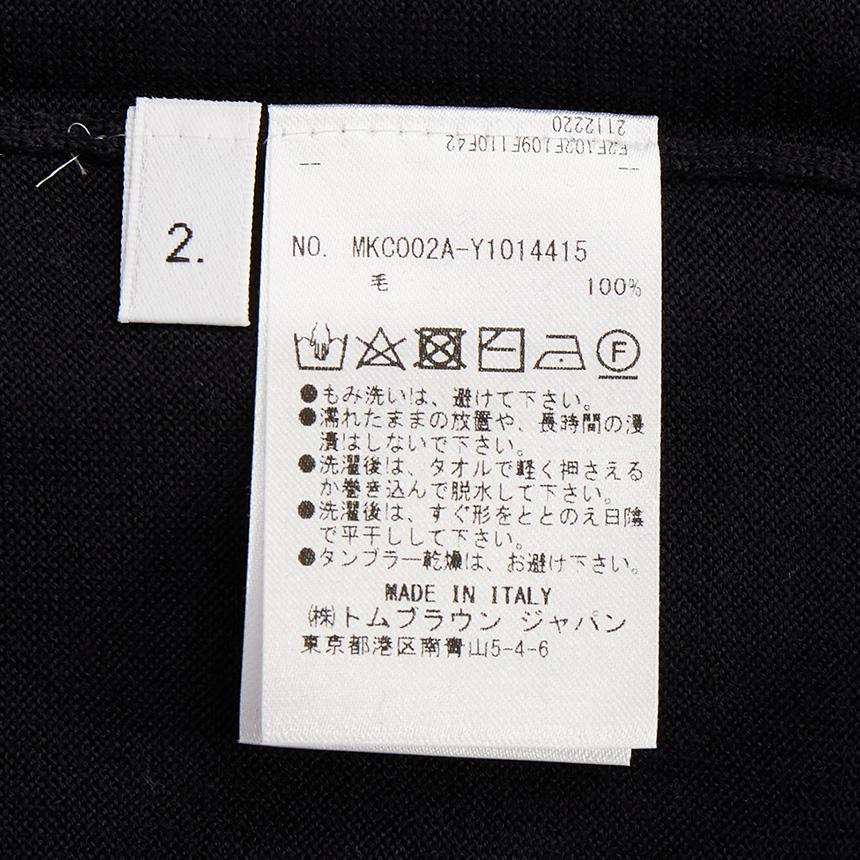 2.
2112220
F2FA02F109F110F42
NO. MKC002A-Y1014415
毛 100%
F
●もみ洗いは、避けて下さい。
●濡れたままの放置や、長時間の浸
漬はしないで下さい。
●洗濯後は、タオルで軽く押さえる
か巻き込んで脱水して下さい。
●洗濯後は、すぐ形をととのえ日陰
で平干しして下さい。
●タンブラー乾燥は、お避け下さい。
MADE IN ITALY
㈱トムブラウン ジャパン
東京都港区南青山5-4-6